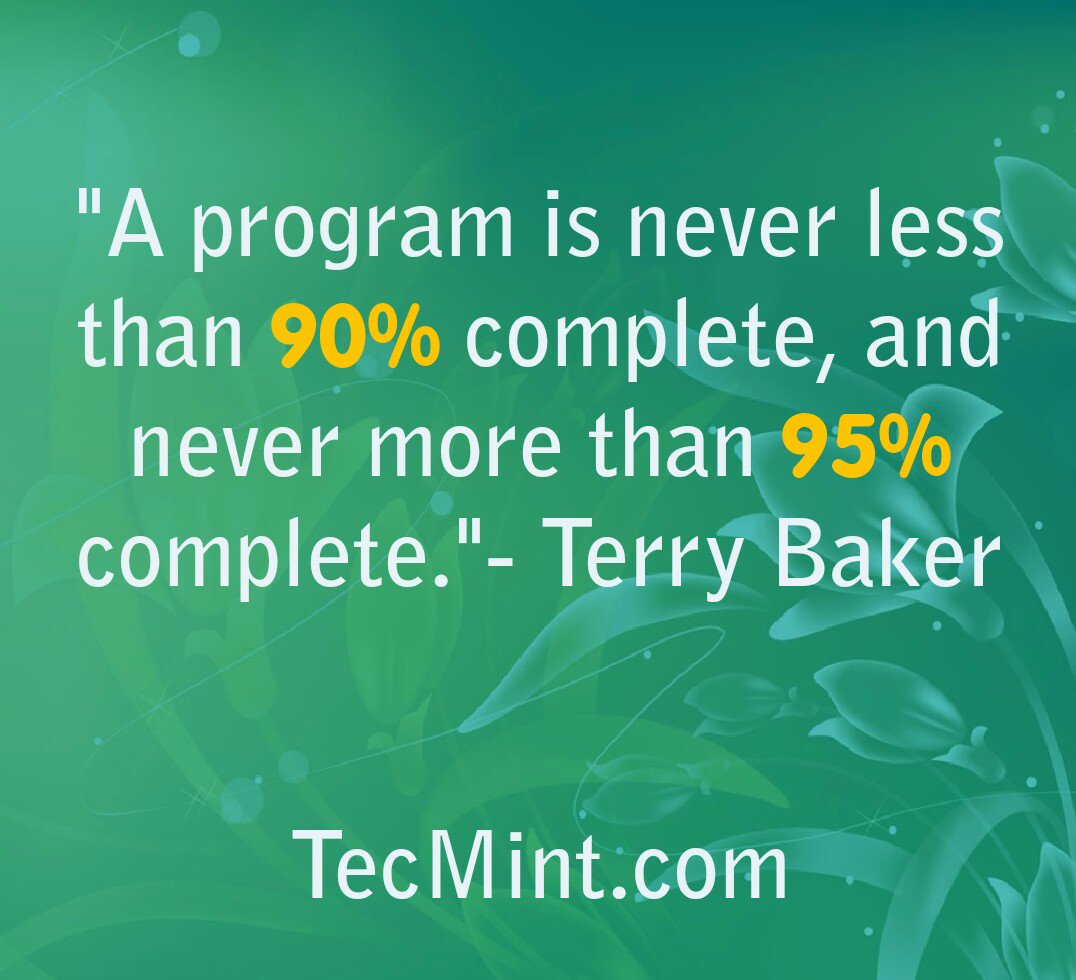 "A program is never less
than 90% complete, and
never more than 95%
complete."- Terry Baker
TecMint.com